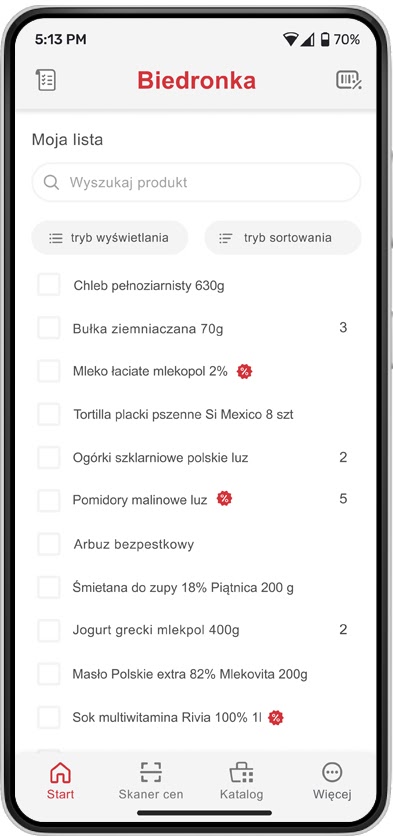 5:13 PM 70%
Biedronka
Moja lista
Wyszukaj produkt
tryb wyświetlania tryb sortowania
Chleb pełnoziarnisty 630g
Bułka ziemniaczana 70g 3
Mleko łaciate mlekopol 2% %
Tortilla placki pszenne Si Mexico 8 szt
Ogórki szklarniowe polskie luz 2
Pomidory malinowe luz % 5
Arbuz bezpestkowy
Śmietana do zupy 18% Piątnica 200 g
Jogurt grecki mlekpol 400g 2
Masło Polskie extra 82% Mlekovita 200g
Sok multiwitamina Rivia 100% 1l %
Start Skaner cen Katalog Więcej